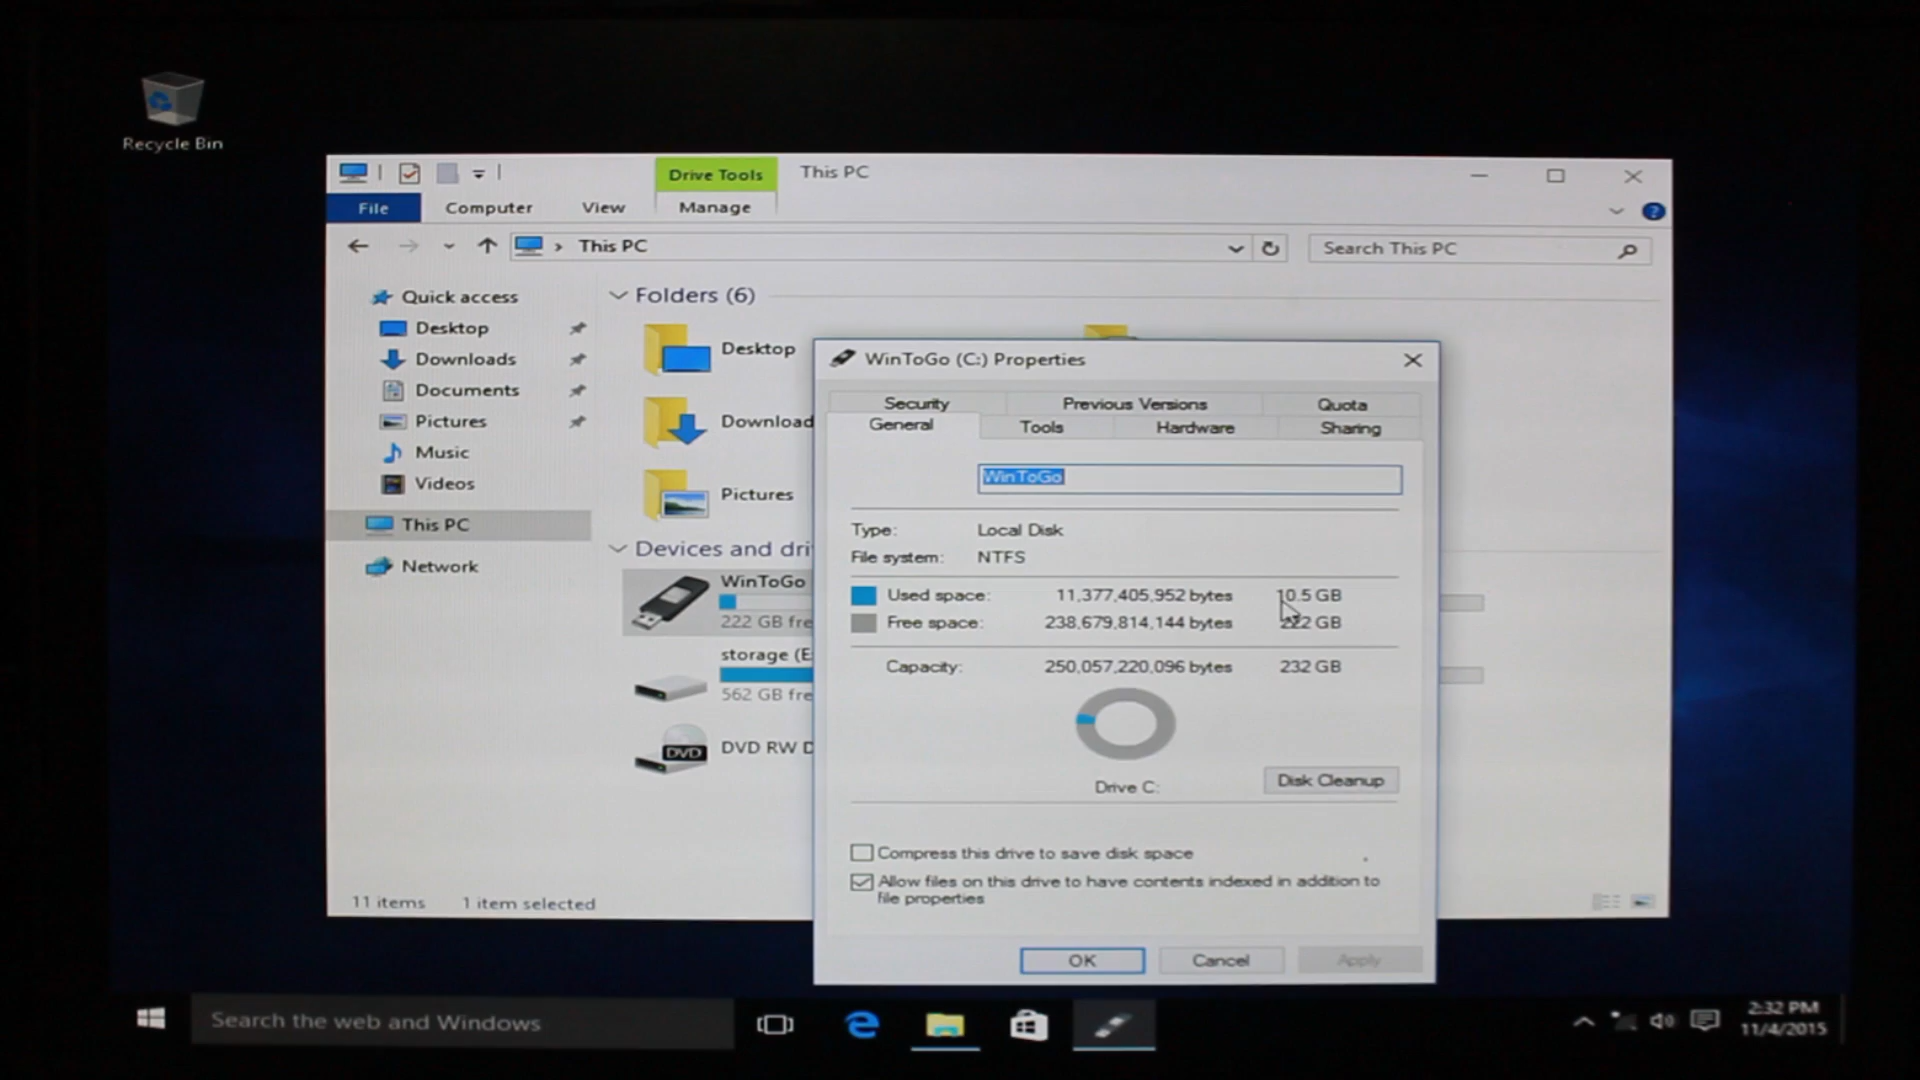 Recycle Bin
Drive Tools
This PC
File
Computer
View
Manage
This PC
Search This PC
Quick access
Desktop
Downloads
Documents
Pictures
Music
Videos
This PC
Network
Folders (6)
Desktop
Download
Pictures
Devices and dri
WinToGo
222 GB fre
storage (E
562 GB fre
DVD
DVD RW D
11 items
1 item selected
WinToGo (C:) Properties
Security
Previous Versions
Quota
General
Tools
Hardware
Sharing
WinToGo
Type: Local Disk
File system: NTFS
Used space: 11,377,405,952 bytes 10.5 GB
Free space: 238,679,814,144 bytes 222 GB
Capacity: 250,057,220,096 bytes 232 GB
Drive C:
Disk Cleanup
Compress this drive to save disk space
Allow files on this drive to have contents indexed in addition to
file properties
OK
Cancel
Apply
Search the web and Windows
2:32 PM
11/4/2015